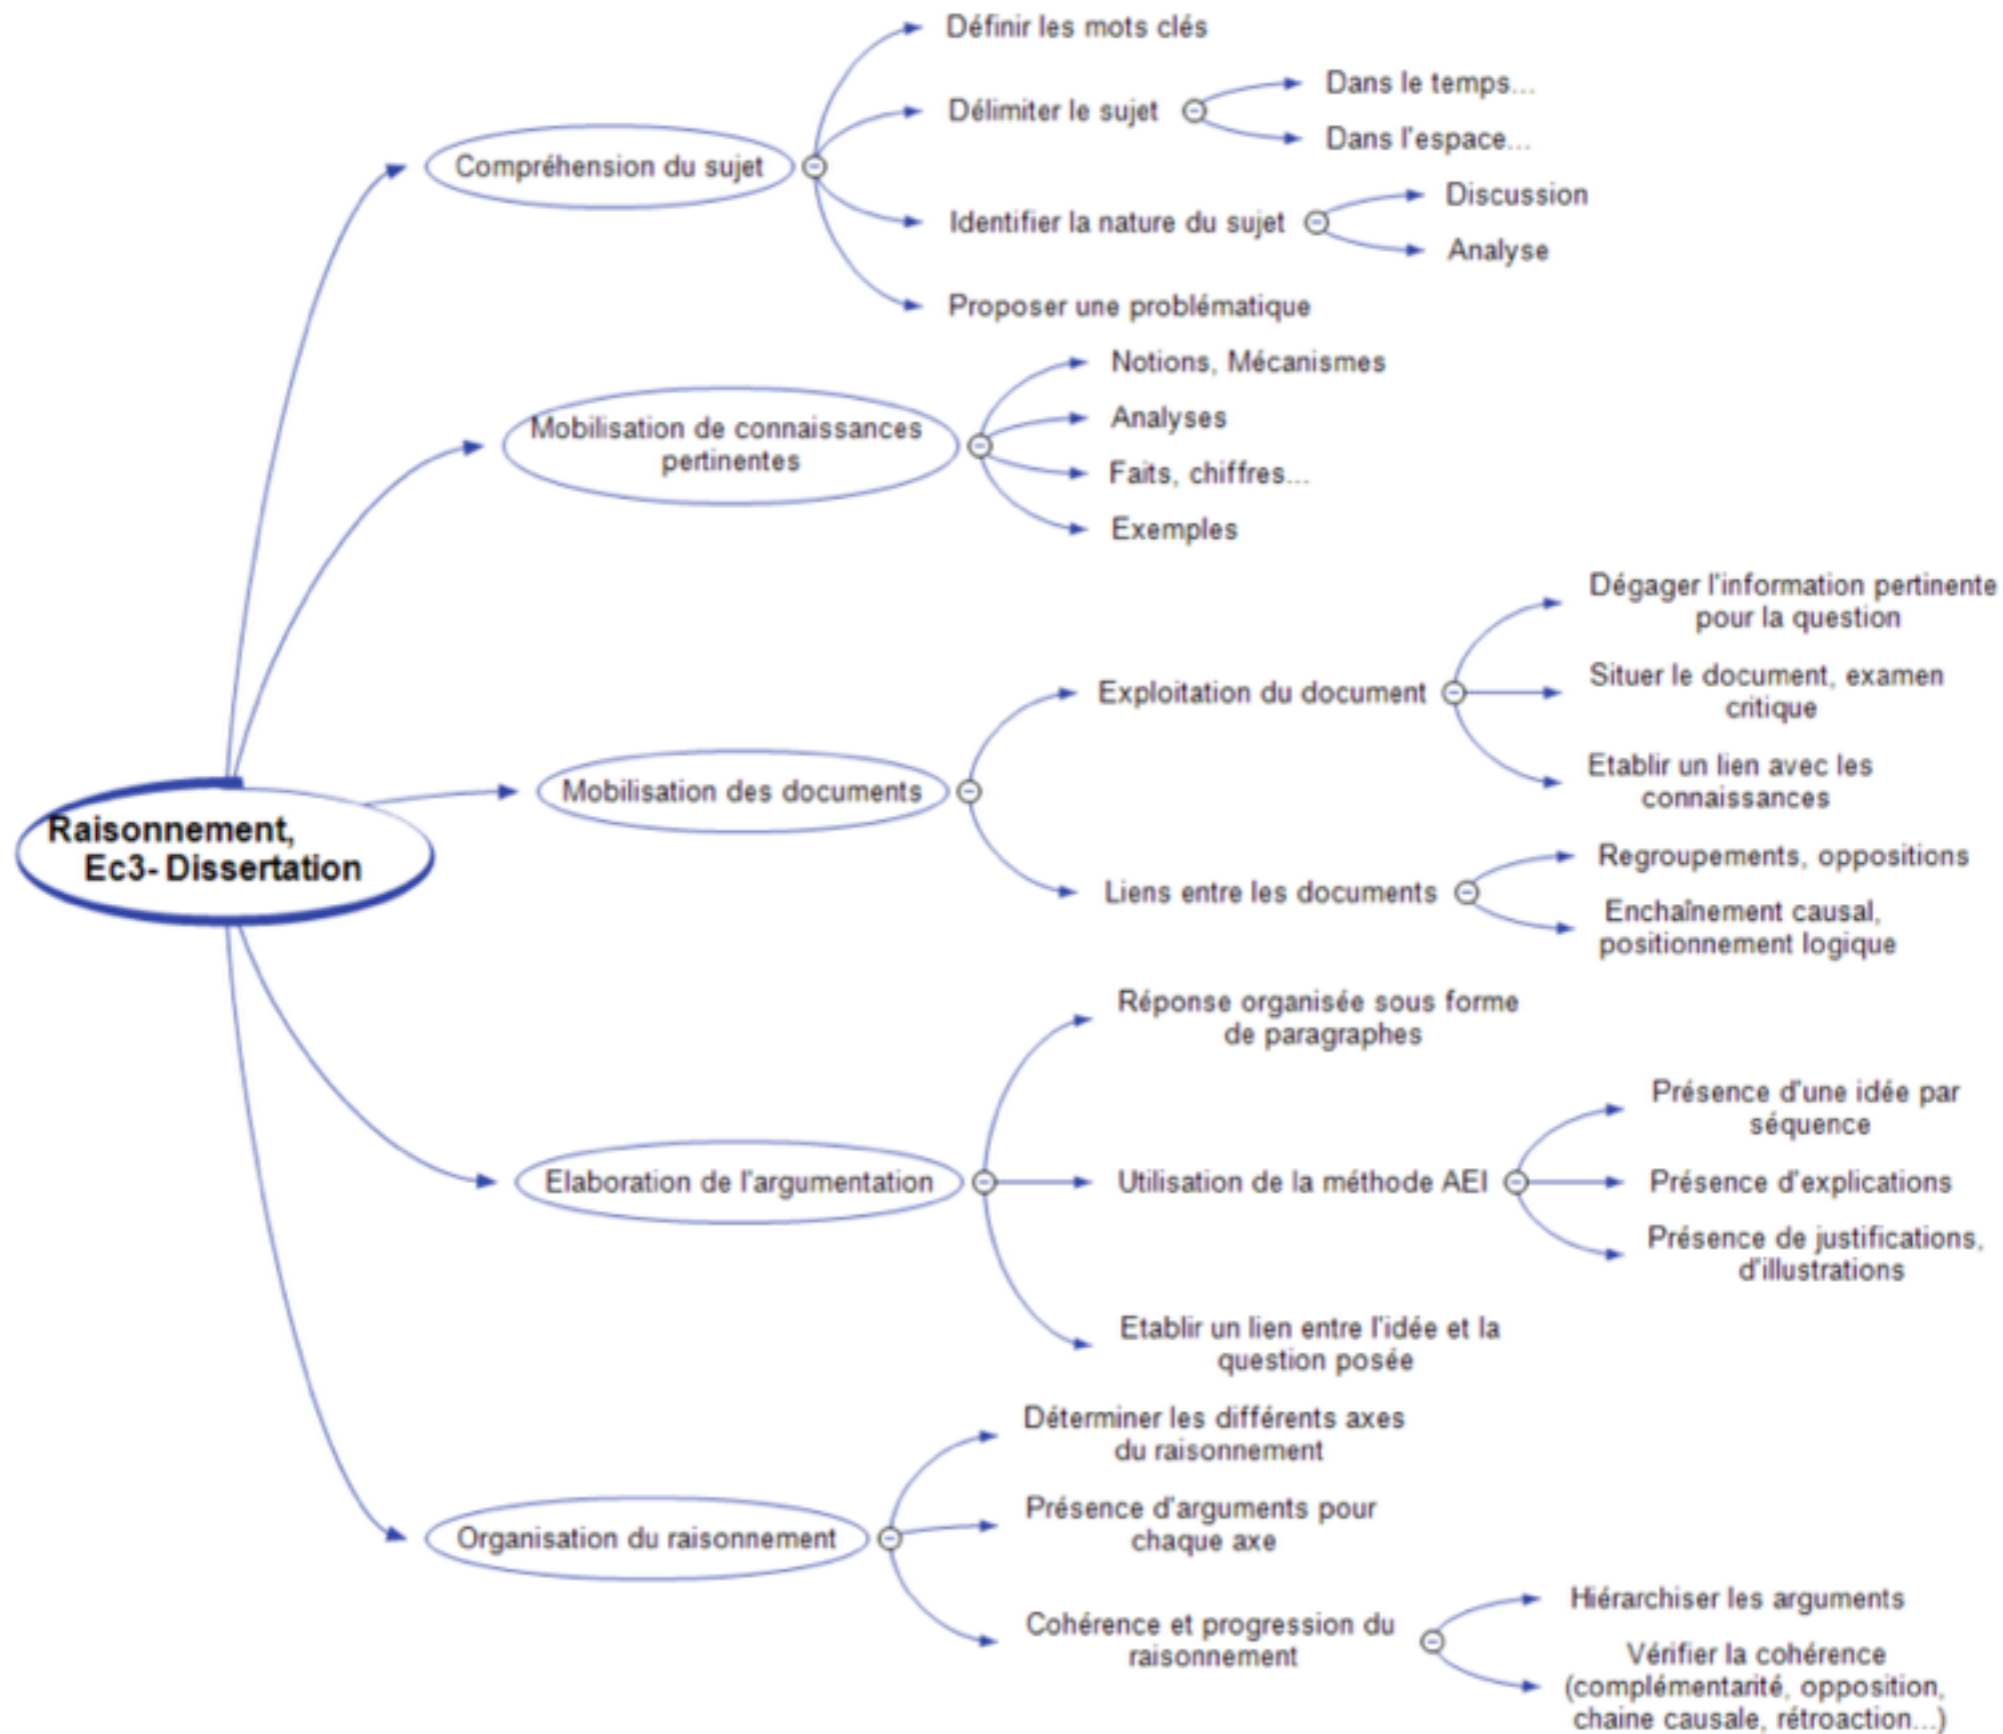 Définir les mots clés
Délimiter le sujet
Dans le temps...
Dans l'espace...
Compréhension du sujet
Identifier la nature du sujet
Discussion
Analyse
Proposer une problématique
Notions, Mécanismes
Mobilisation de connaissances
pertinentes
Analyses
Faits, chiffres...
Exemples
Dégager l'information pertinente
pour la question
Exploitation du document
Situer le document, examen
critique
Etablir un lien avec les
connaissances
Mobilisation des documents
Raisonnement,
Ec3- Dissertation
Liens entre les documents
Regroupements, oppositions
Enchaînement causal,
positionnement logique
Réponse organisée sous forme
de paragraphes
Elaboration de l'argumentation
Utilisation de la méthode AEI
Présence d'une idée par
séquence
Présence d'explications
Présence de justifications,
d'illustrations
Etablir un lien entre l'idée et la
question posée
Déterminer les différents axes
du raisonnement
Organisation du raisonnement
Présence d'arguments pour
chaque axe
Cohérence et progression du
raisonnement
Hiérarchiser les arguments
Vérifier la cohérence
(complémentarité, opposition,
chaine causale, rétroaction...)